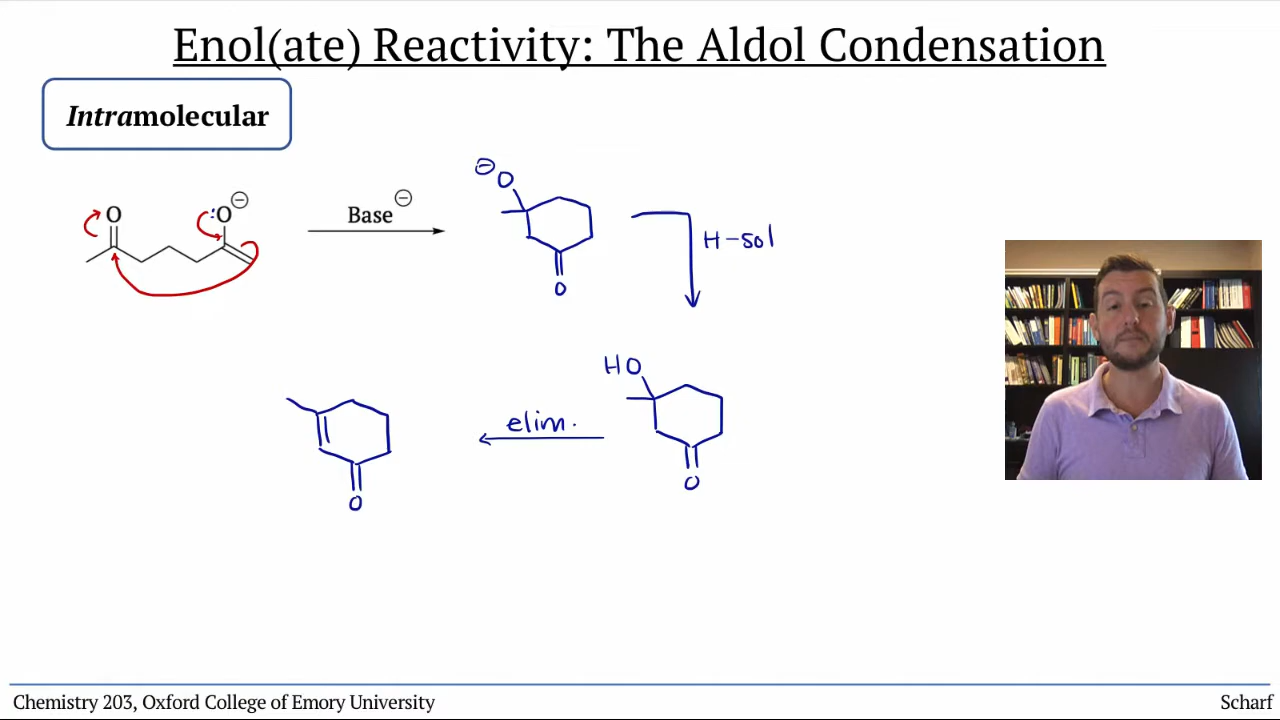 Enol(ate) Reactivity: The Aldol Condensation
Intramolecular
O
:O
⊖
Base ⊖
⊖ O
O
H-sol
HO
O
elim.
O
Chemistry 203, Oxford College of Emory University
Scharf